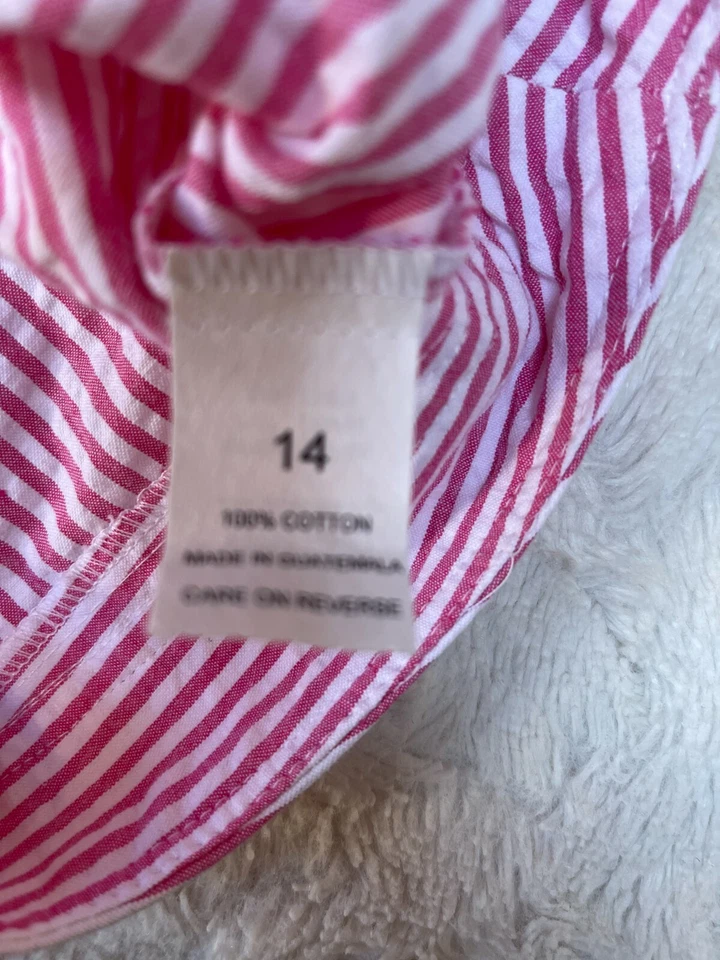 14
100% COTTON
MADE IN GUATEMALA
CARE ON REVERSE